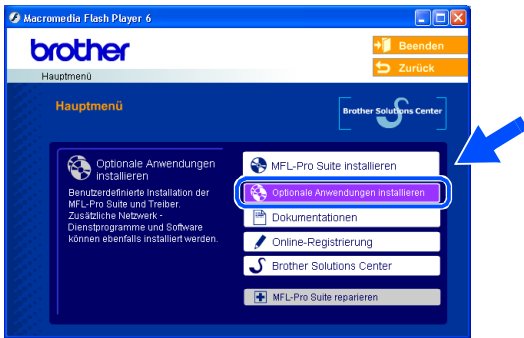 Macromedia Flash Player 6
brother
Beenden
Zurück
Hauptmenü
Hauptmenü
Brother Solutions Center
Optionale Anwendungen
installieren
Benutzerdefinierte Installation der
MFL-Pro Suite und Treiber.
Zusätzliche Netzwerk -
Dienstprogramme und Software
können ebenfalls installiert werden.
MFL-Pro Suite installieren
Optionale Anwendungen installieren
Dokumentationen
Online-Registrierung
Brother Solutions Center
MFL-Pro Suite reparieren